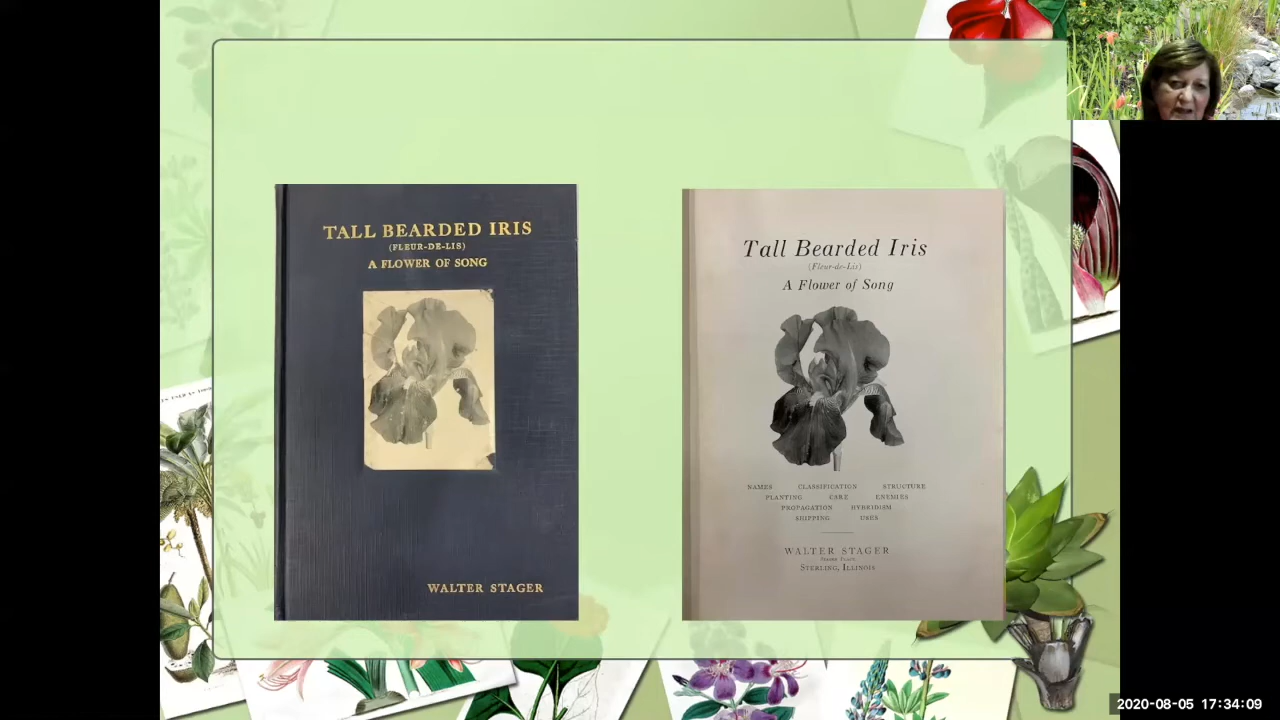 TALL BEARDED IRIS
(FLEUR-DE-LIS)
A FLOWER OF SONG
WALTER STAGER
Tall Bearded Iris
(Fleur-de-Lis)
A Flower of Song
NAMES CLASSIFICATION STRUCTURE
PLANTING CARE ENEMIES
PROPAGATION HYBRIDISM
SHIPPING USES
WALTER STAGER
STERLING, ILLINOIS
2020-08-05 17:34:09